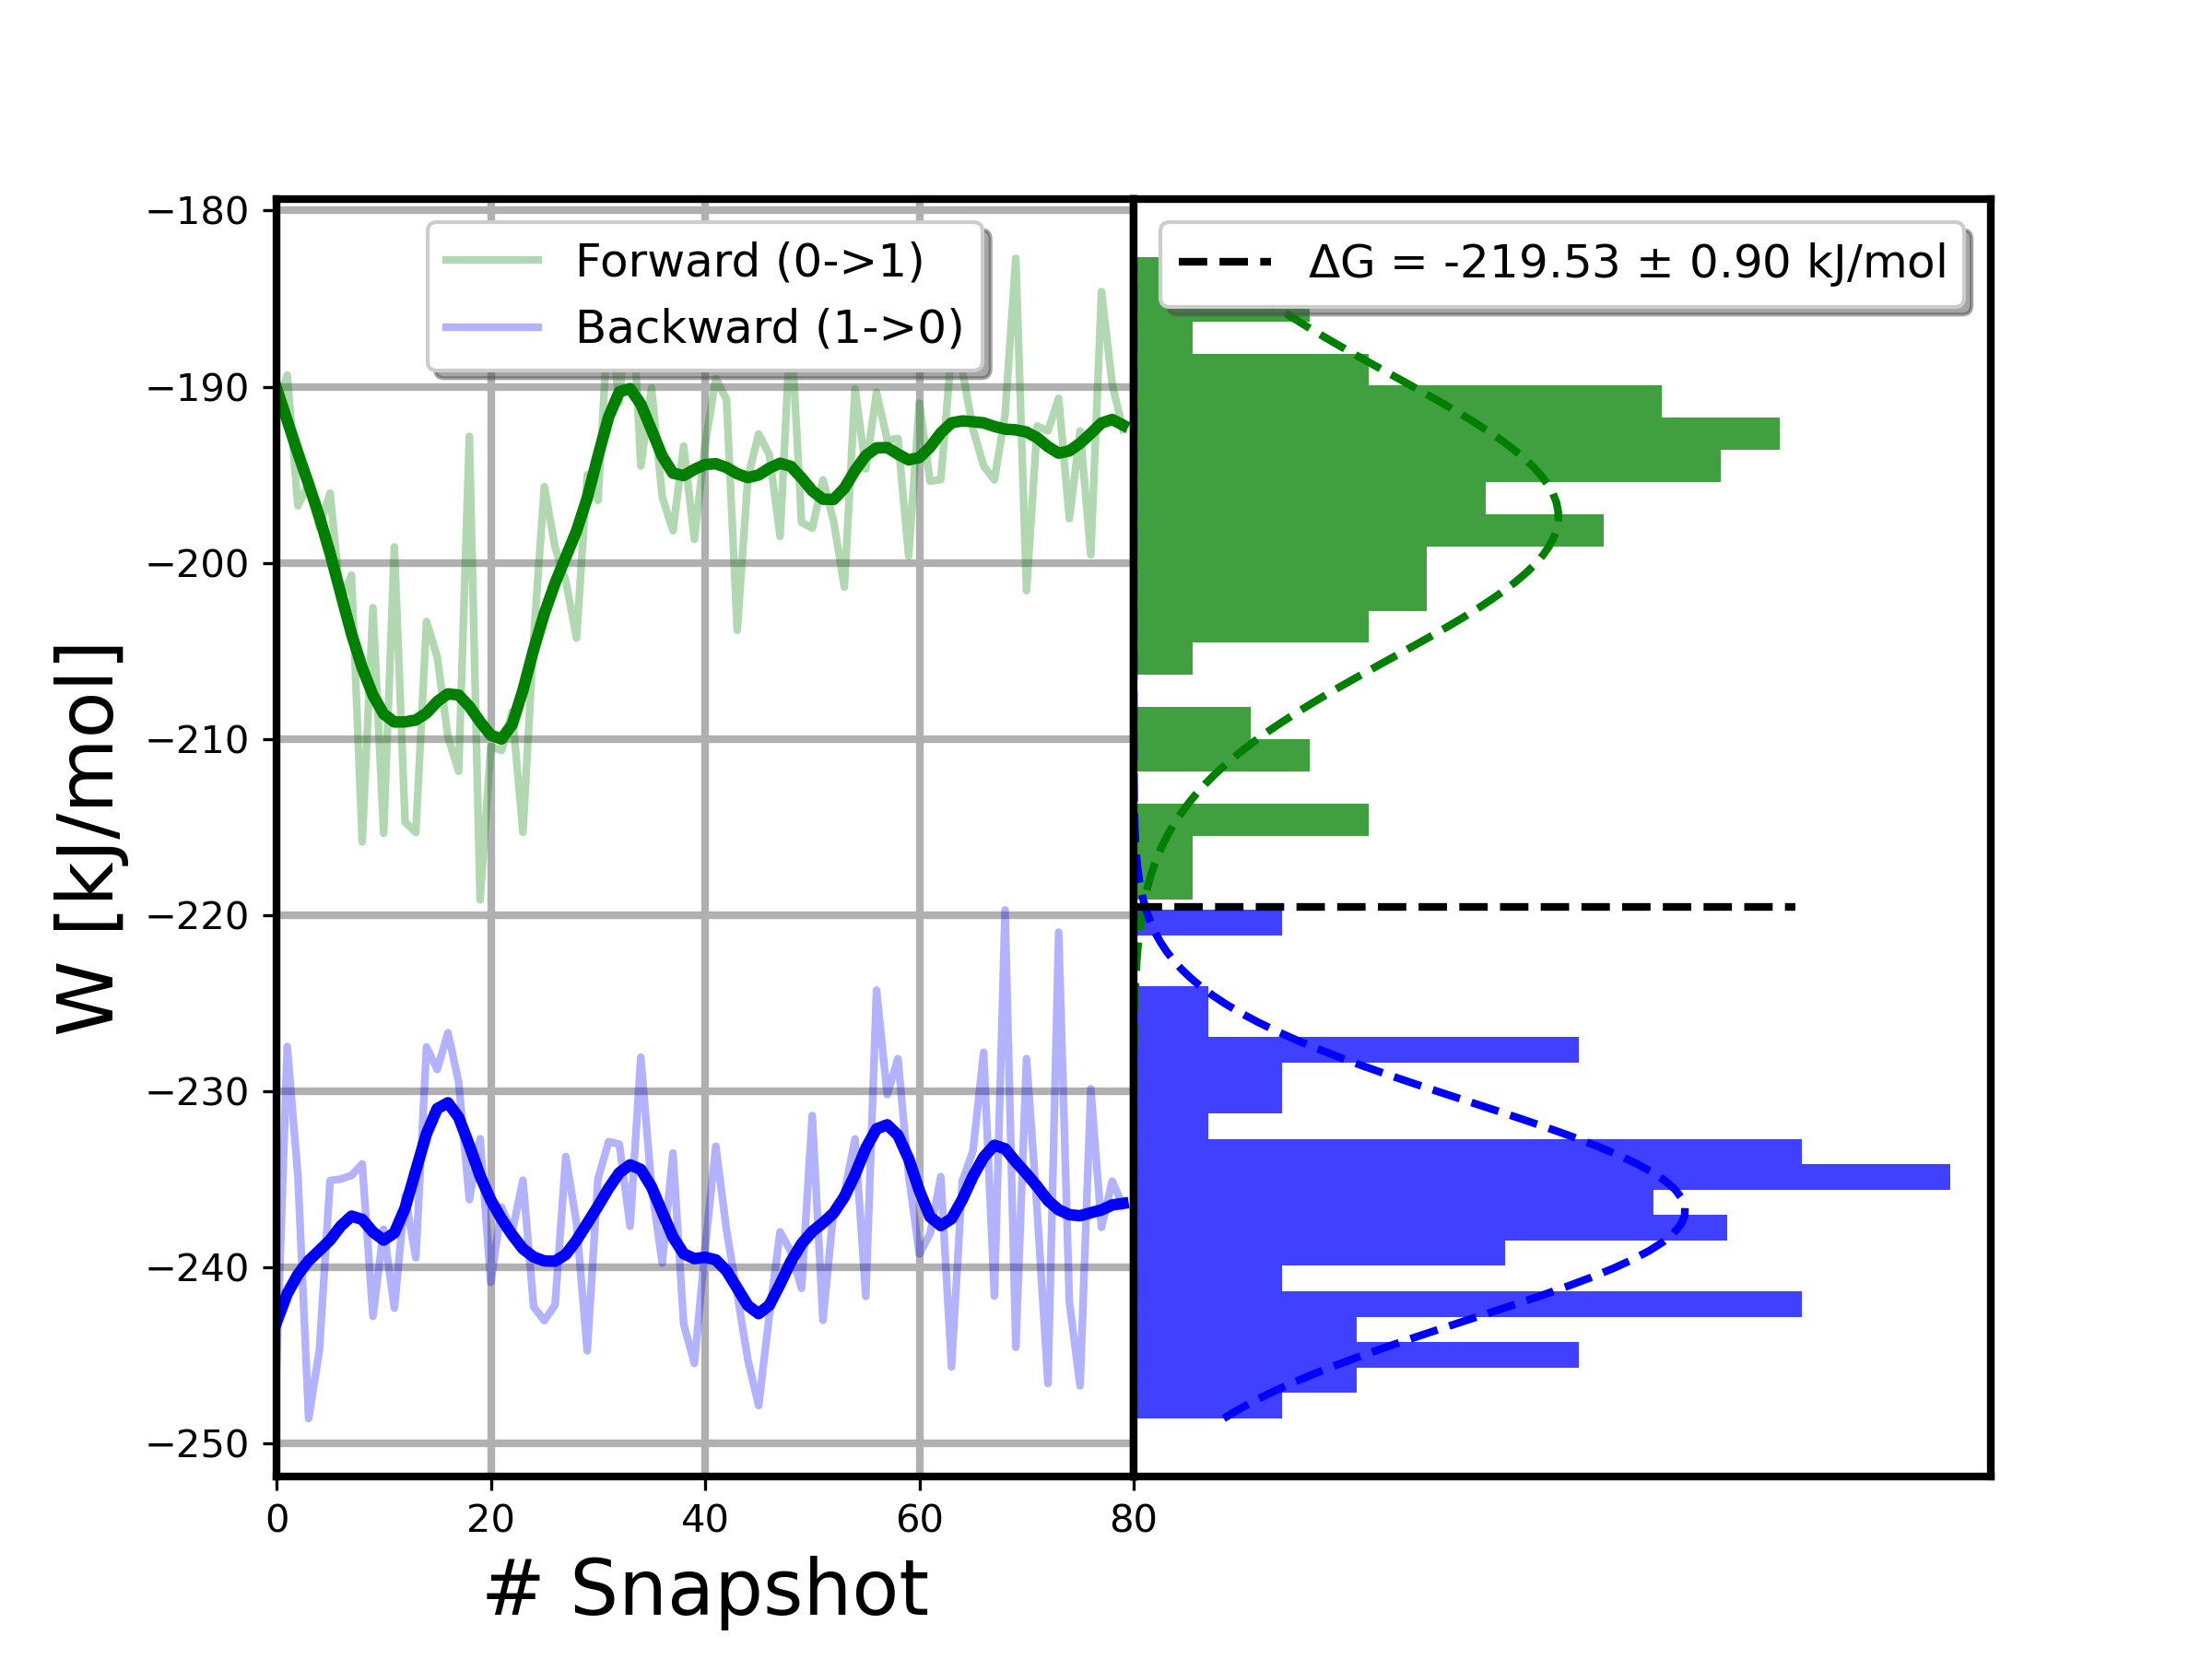 Forward (0->1)
Backward (1->0)
ΔG = -219.53 ± 0.90 kJ/mol
−180
−190
−200
−210
−220
−230
−240
−250
W [kJ/mol]
0 20 40 60 80
# Snapshot